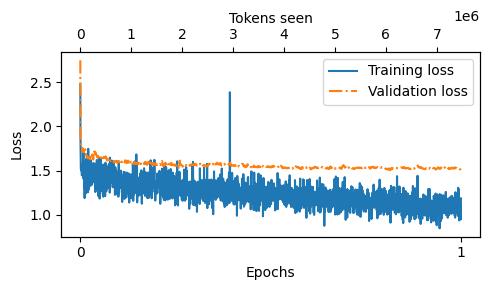 Tokens seen
1e6
0 1 2 3 4 5 6 7
Loss
2.5
2.0
1.5
1.0
Training loss
Validation loss
0 1
Epochs